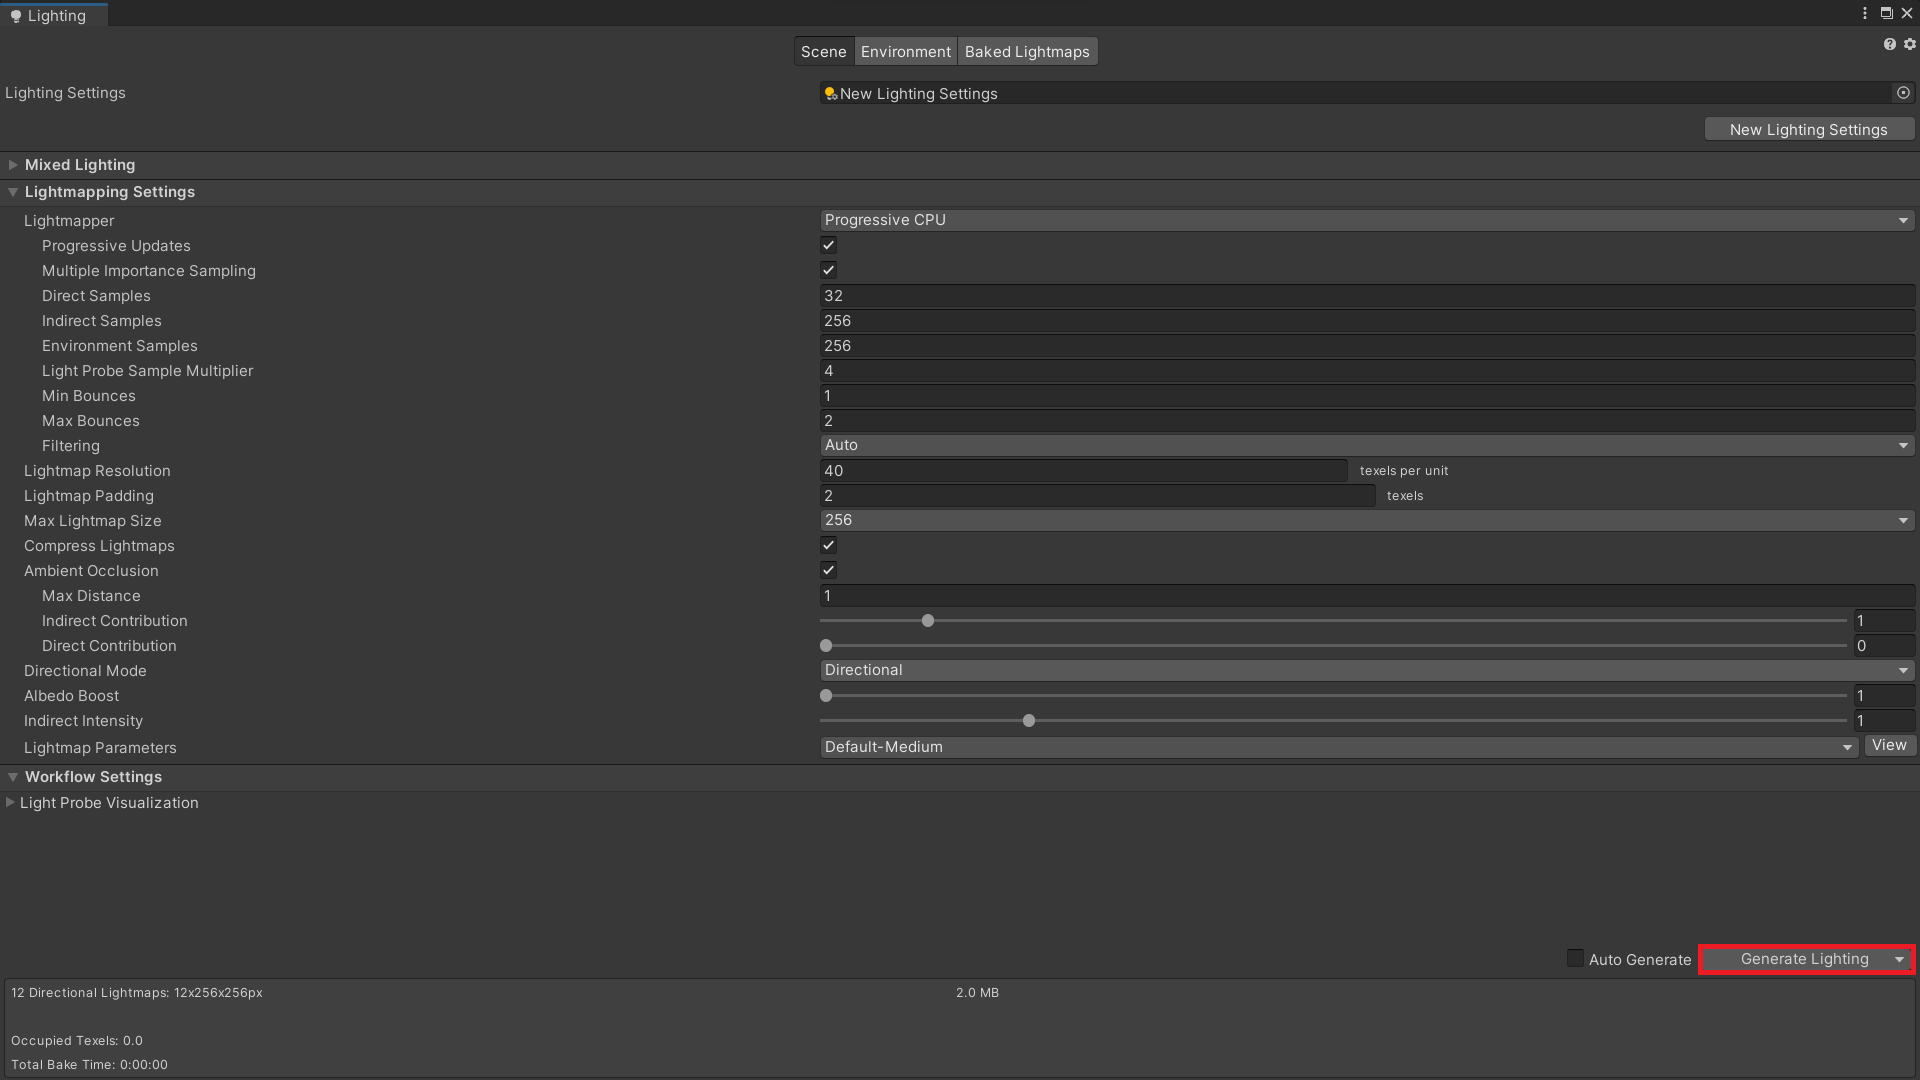 Lighting
Scene Environment Baked Lightmaps
Lighting Settings New Lighting Settings
New Lighting Settings
Mixed Lighting
Lightmapping Settings
Lightmapper Progressive CPU
Progressive Updates
Multiple Importance Sampling
Direct Samples 32
Indirect Samples 256
Environment Samples 256
Light Probe Sample Multiplier 4
Min Bounces 1
Max Bounces 2
Filtering Auto
Lightmap Resolution 40 texels per unit
Lightmap Padding 2 texels
Max Lightmap Size 256
Compress Lightmaps
Ambient Occlusion
Max Distance 1
Indirect Contribution 1
Direct Contribution 0
Directional Mode Directional
Albedo Boost 1
Indirect Intensity 1
Lightmap Parameters Default-Medium View
Workflow Settings
Light Probe Visualization
Auto Generate Generate Lighting
12 Directional Lightmaps: 12x256x256px 2.0 MB
Occupied Texels: 0.0
Total Bake Time: 0:00:00